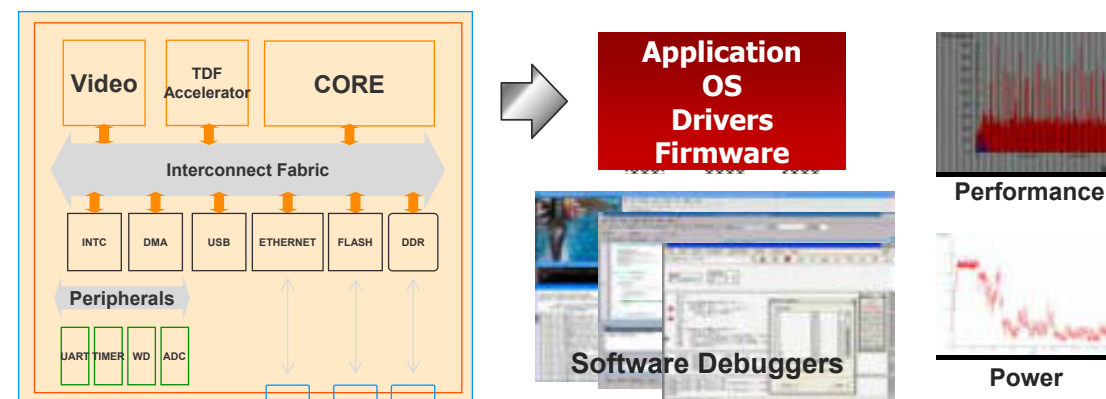 Video
TDF
Accelerator
CORE
Interconnect Fabric
INTC
DMA
USB
ETHERNET
FLASH
DDR
Peripherals
UART
TIMER
WD
ADC
Application
OS
Drivers
Firmware
Software Debuggers
Performance
Power